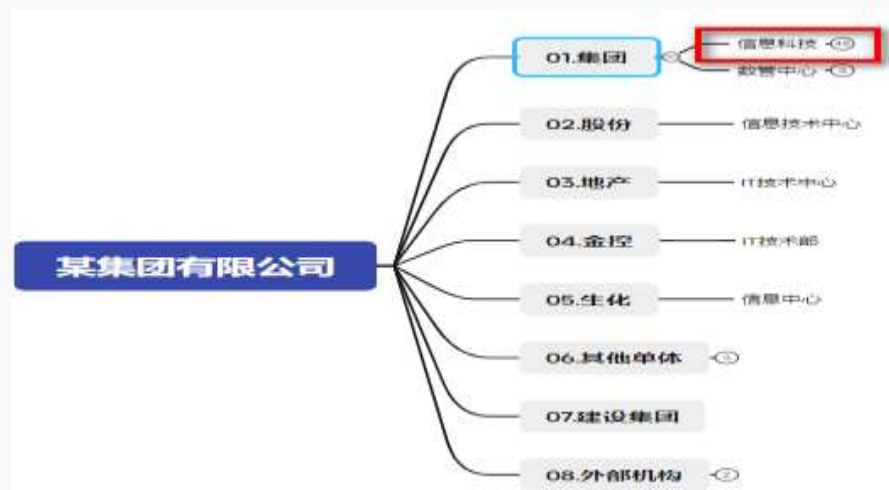 某集团有限公司
01.集团
信息科技
数管中心
02.股份
信息技术中心
03.地产
IT技术中心
04.金控
IT技术部
05.生化
信息中心
06.其他单体
07.建设集团
08.外部机构
2